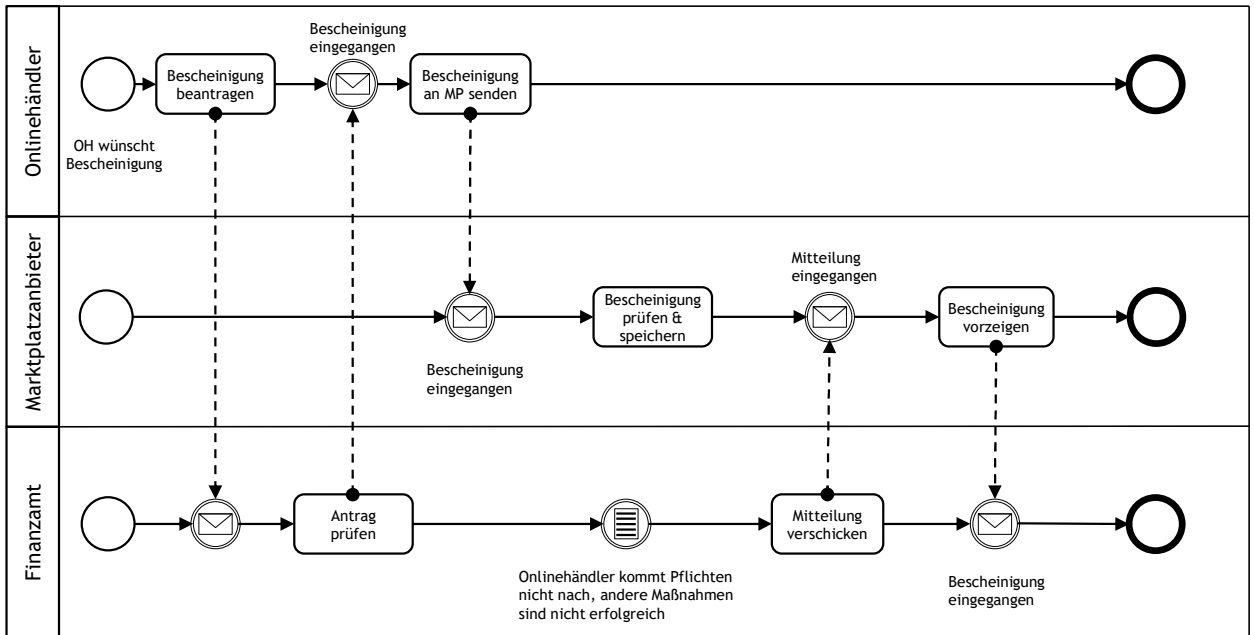 Onlinehändler
OH wünscht
Bescheinigung
Bescheinigung
beantragen
Bescheinigung
eingegangen
Bescheinigung
an MP senden
Marktplatzanbieter
Bescheinigung
eingegangen
Bescheinigung
prüfen &
speichern
Mitteilung
eingegangen
Bescheinigung
vorzeigen
Finanzamt
Antrag
prüfen
Onlinehändler kommt Pflichten
nicht nach, andere Maßnahmen
sind nicht erfolgreich
Mitteilung
verschicken
Bescheinigung
eingegangen